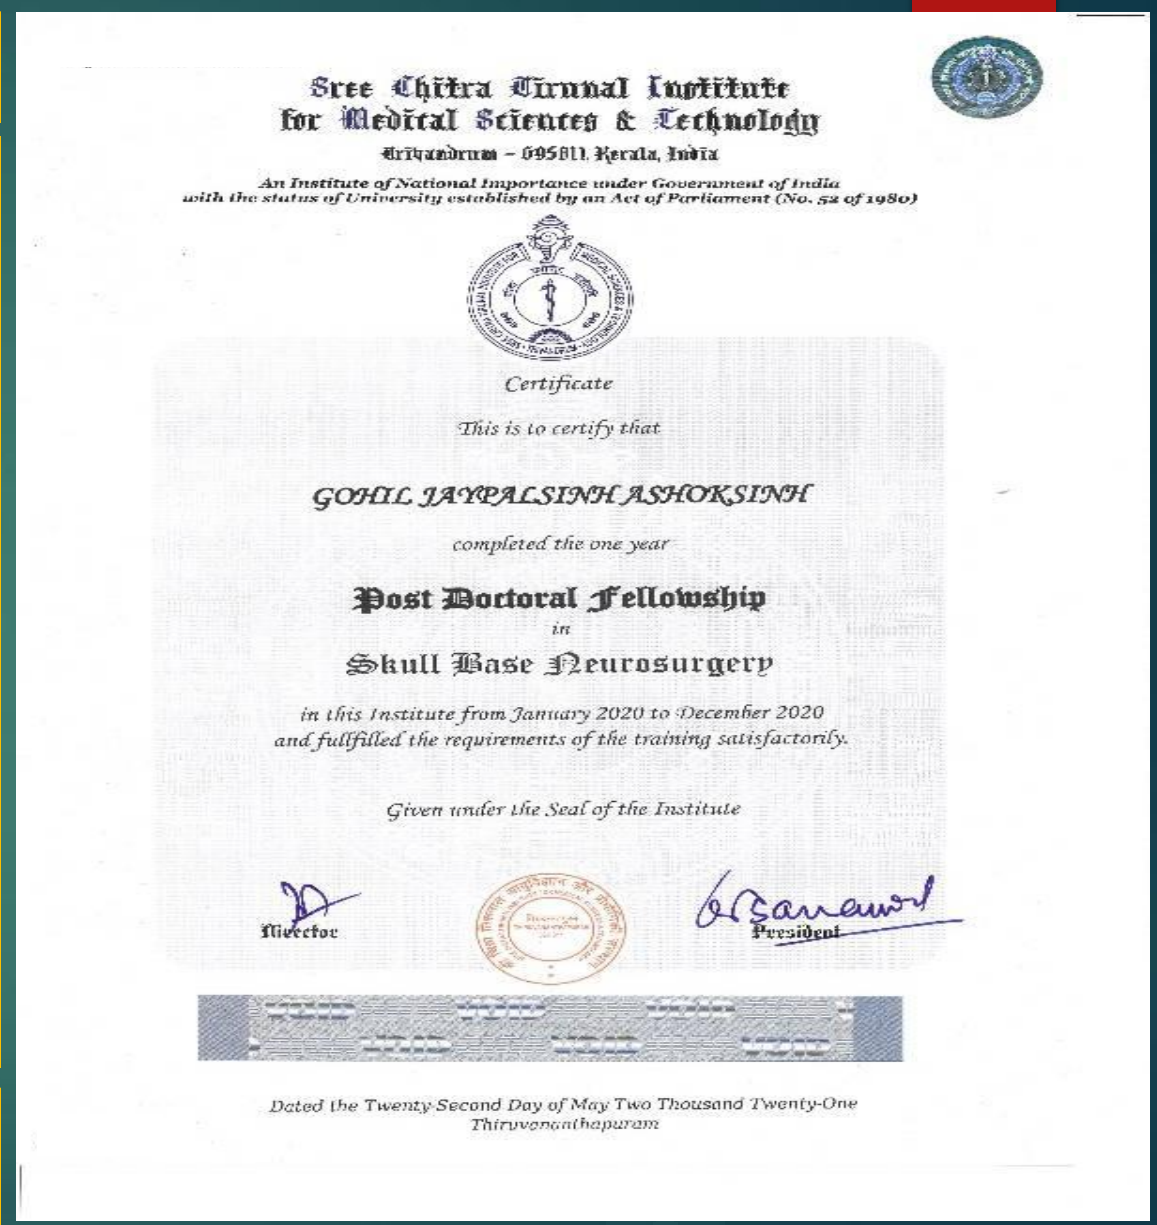 Sree Chitra Tirunal Institute
for Medical Sciences & Technology
Trivandrum – 695011, Kerala, India
An Institute of National Importance under Government of India
with the status of University established by an Act of Parliament (No. 52 of 1980)
Certificate
This is to certify that
GOHIL JAYPALSINH ASHOKSINH
completed the one year
Post Doctoral Fellowship
in
Skull Base Neurosurgery
in this Institute from January 2020 to December 2020
and fullfilled the requirements of the training satisfactorily.
Given under the Seal of the Institute
Director
President
VOID VOID VOID
VOID VOID VOID
Dated the Twenty-Second Day of May Two Thousand Twenty-One
Thiruvananthapuram